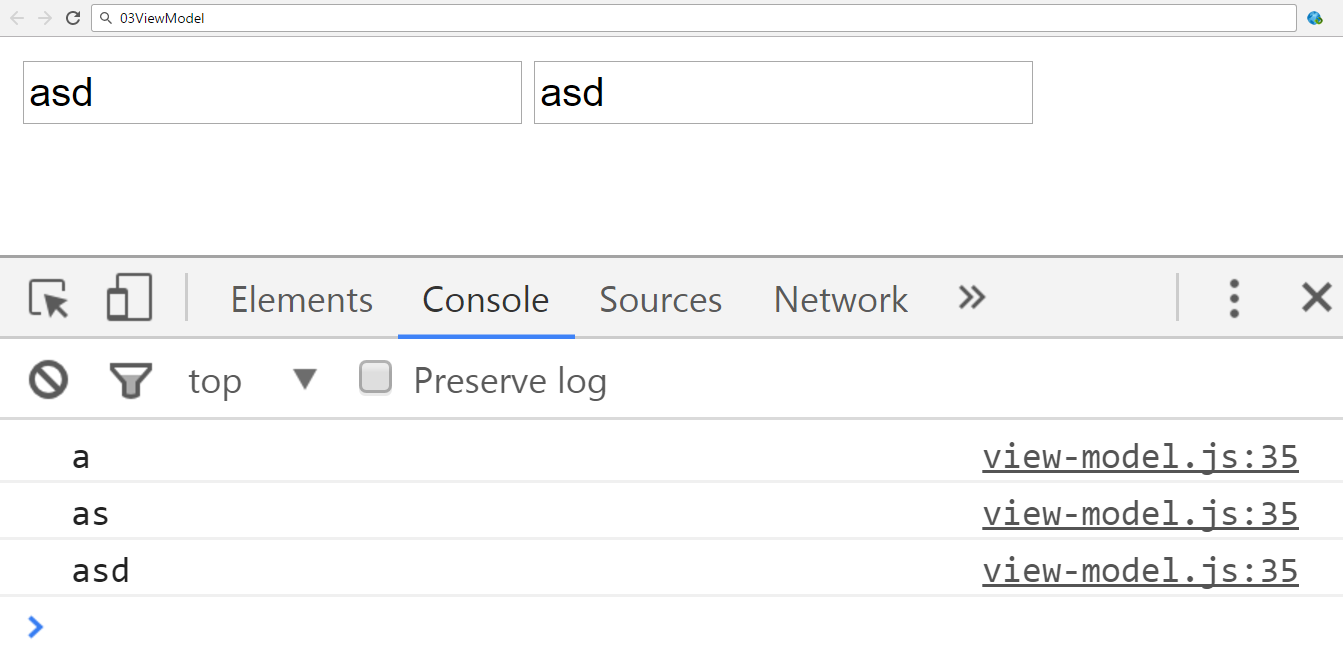 03ViewModel
asd asd
Elements Console Sources Network
top Preserve log
a view-model.js:35
as view-model.js:35
asd view-model.js:35